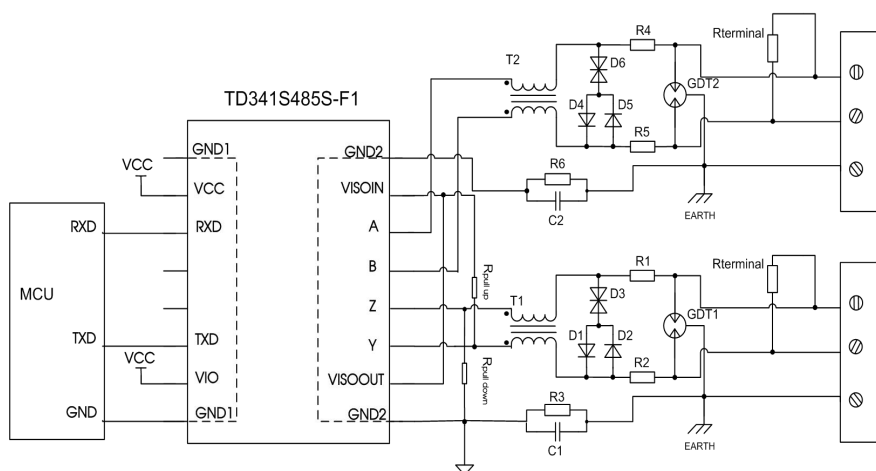 TD341S485S-F1
MCU
RXD
TXD
GND
VCC
VCC
GND1
VCC
RXD
TXD
VIO
GND1
GND2
VISOIN
A
B
Z
Y
VISOOUT
GND2
Rpull up
Rpull down
T2
D6
D4
D5
R4
R5
GDT2
Rterminal
R6
C2
EARTH
T1
D3
D1
D2
R1
R2
GDT1
Rterminal
R3
C1
EARTH